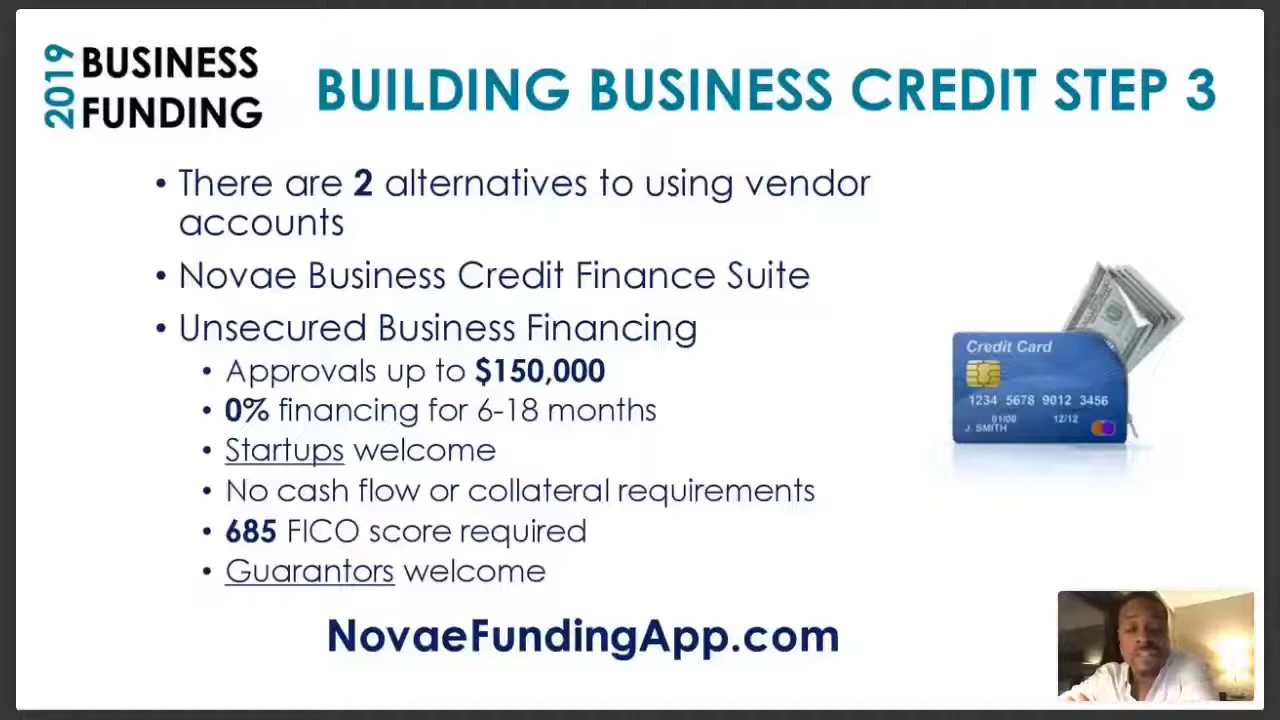 2019
BUSINESS
FUNDING
BUILDING BUSINESS CREDIT STEP 3
• There are 2 alternatives to using vendor
accounts
• Novae Business Credit Finance Suite
• Unsecured Business Financing
• Approvals up to $150,000
• 0% financing for 6-18 months
• Startups welcome
• No cash flow or collateral requirements
• 685 FICO score required
• Guarantors welcome
NovaeFundingApp.com
Credit Card
1234 5678 9012 3456
01/00 12/12
J. SMITH